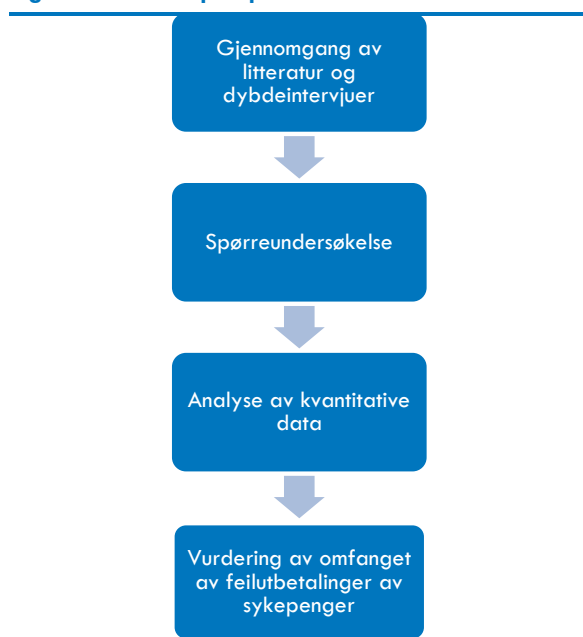 Gjennomgang av
litteratur og
dybdeintervjuer
Spørreundersøkelse
Analyse av kvantitative
data
Vurdering av omfanget
av feilutbetalinger av
sykepenger